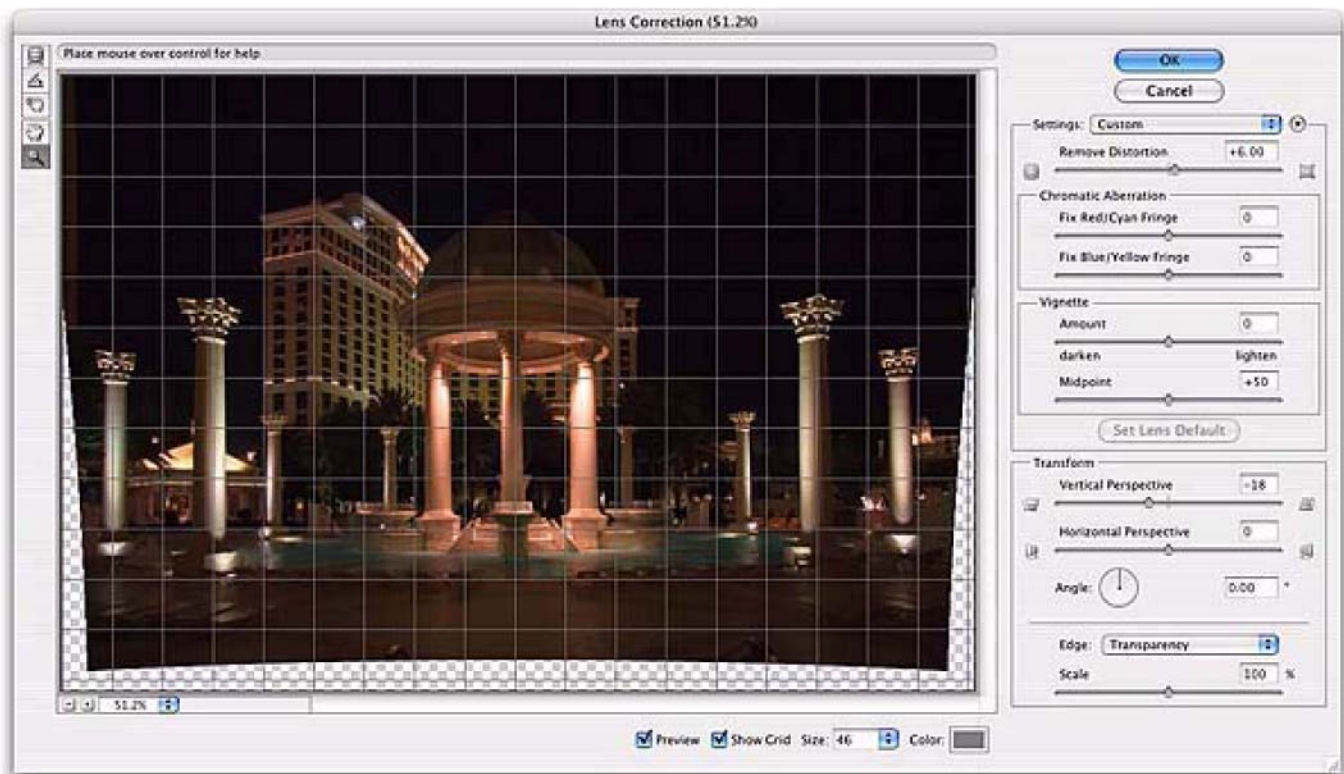 Lens Correction (51.2%)
Place mouse over control for help
OK
Cancel
Settings: Custom
Remove Distortion +6.00
Chromatic Aberration
Fix Red/Cyan Fringe 0
Fix Blue/Yellow Fringe 0
Vignette
Amount 0
darken lighten
Midpoint +50
Set Lens Default
Transform
Vertical Perspective -18
Horizontal Perspective 0
Angle: 0.00 °
Edge: Transparency
Scale 100 %
51.2%
Preview Show Grid Size: 46 Color: